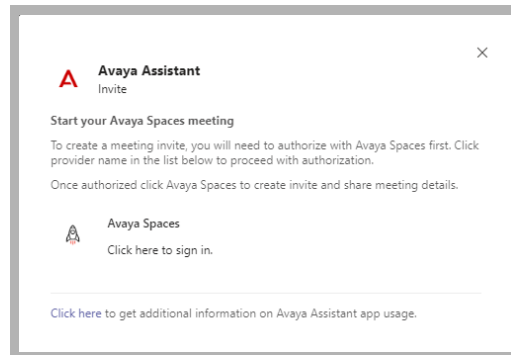 Avaya Assistant
Invite
Start your Avaya Spaces meeting
To create a meeting invite, you will need to authorize with Avaya Spaces first. Click
provider name in the list below to proceed with authorization.
Once authorized click Avaya Spaces to create invite and share meeting details.
Avaya Spaces
Click here to sign in.
Click here to get additional information on Avaya Assistant app usage.